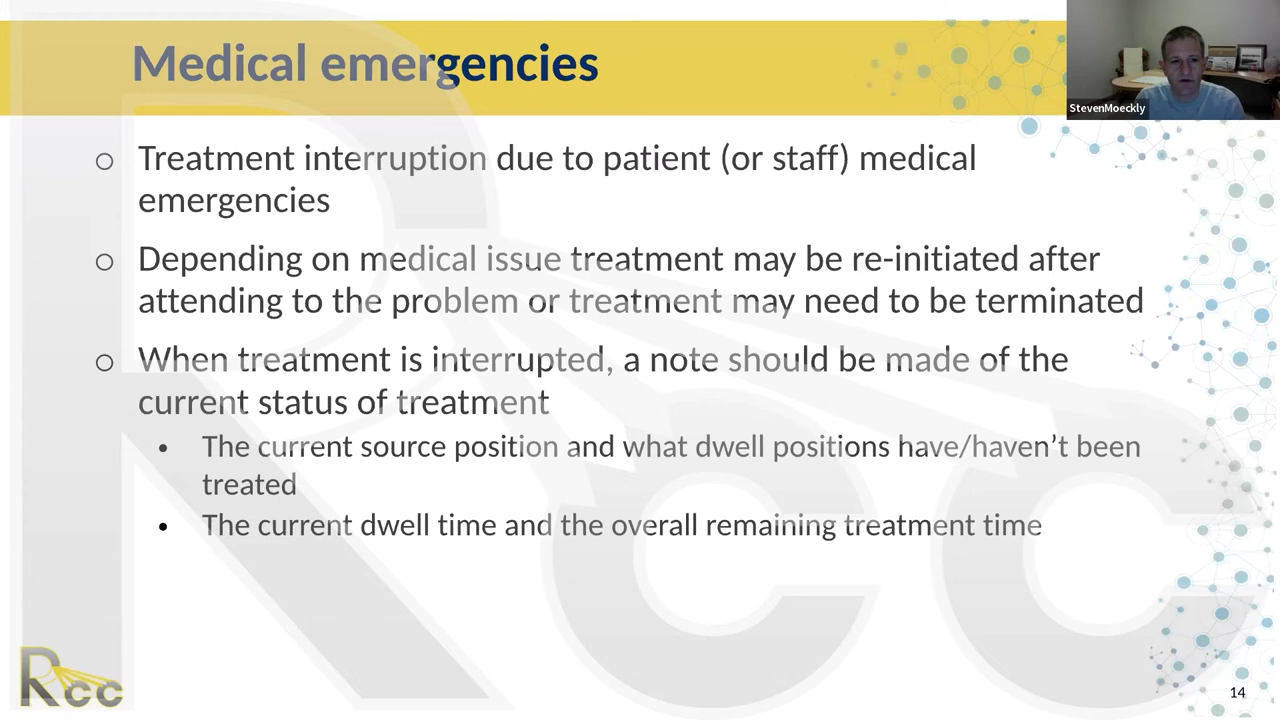 Medical emergencies
StevenMoeckly
○ Treatment interruption due to patient (or staff) medical
emergencies
○ Depending on medical issue treatment may be re-initiated after
attending to the problem or treatment may need to be terminated
○ When treatment is interrupted, a note should be made of the
current status of treatment
• The current source position and what dwell positions have/haven’t been
treated
• The current dwell time and the overall remaining treatment time
Rcc
Rcc
14